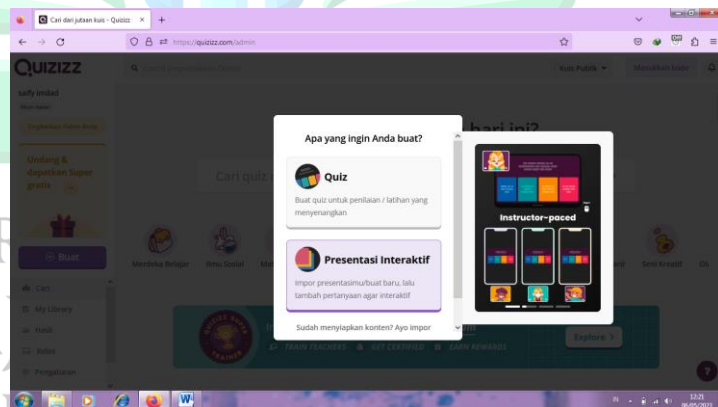 Cari dari jutaan kuis - Quizizz
https://quizizz.com/admin
QUIZIZZ
Kuis Publik
Masukkan kode
saify imdad
Undang &
dapatkan Super
gratis
hari ini?
Cari quiz
Buat
Merdeka Belajar
Ilmu Sosial
Seni Kreatif
Cari
My Library
Hasil
Kelas
Pengaturan
TRAIN TEACHERS
GET CERTIFIED
EARN REWARDS
Explore >
Apa yang ingin Anda buat?
Quiz
Buat quiz untuk penilaian / latihan yang
menyenangkan
Presentasi Interaktif
Impor presentasimu/buat baru, lalu
tambah pertanyaan agar interaktif
Sudah menyiapkan konten? Ayo impor
Instructor-paced
IN
12:21